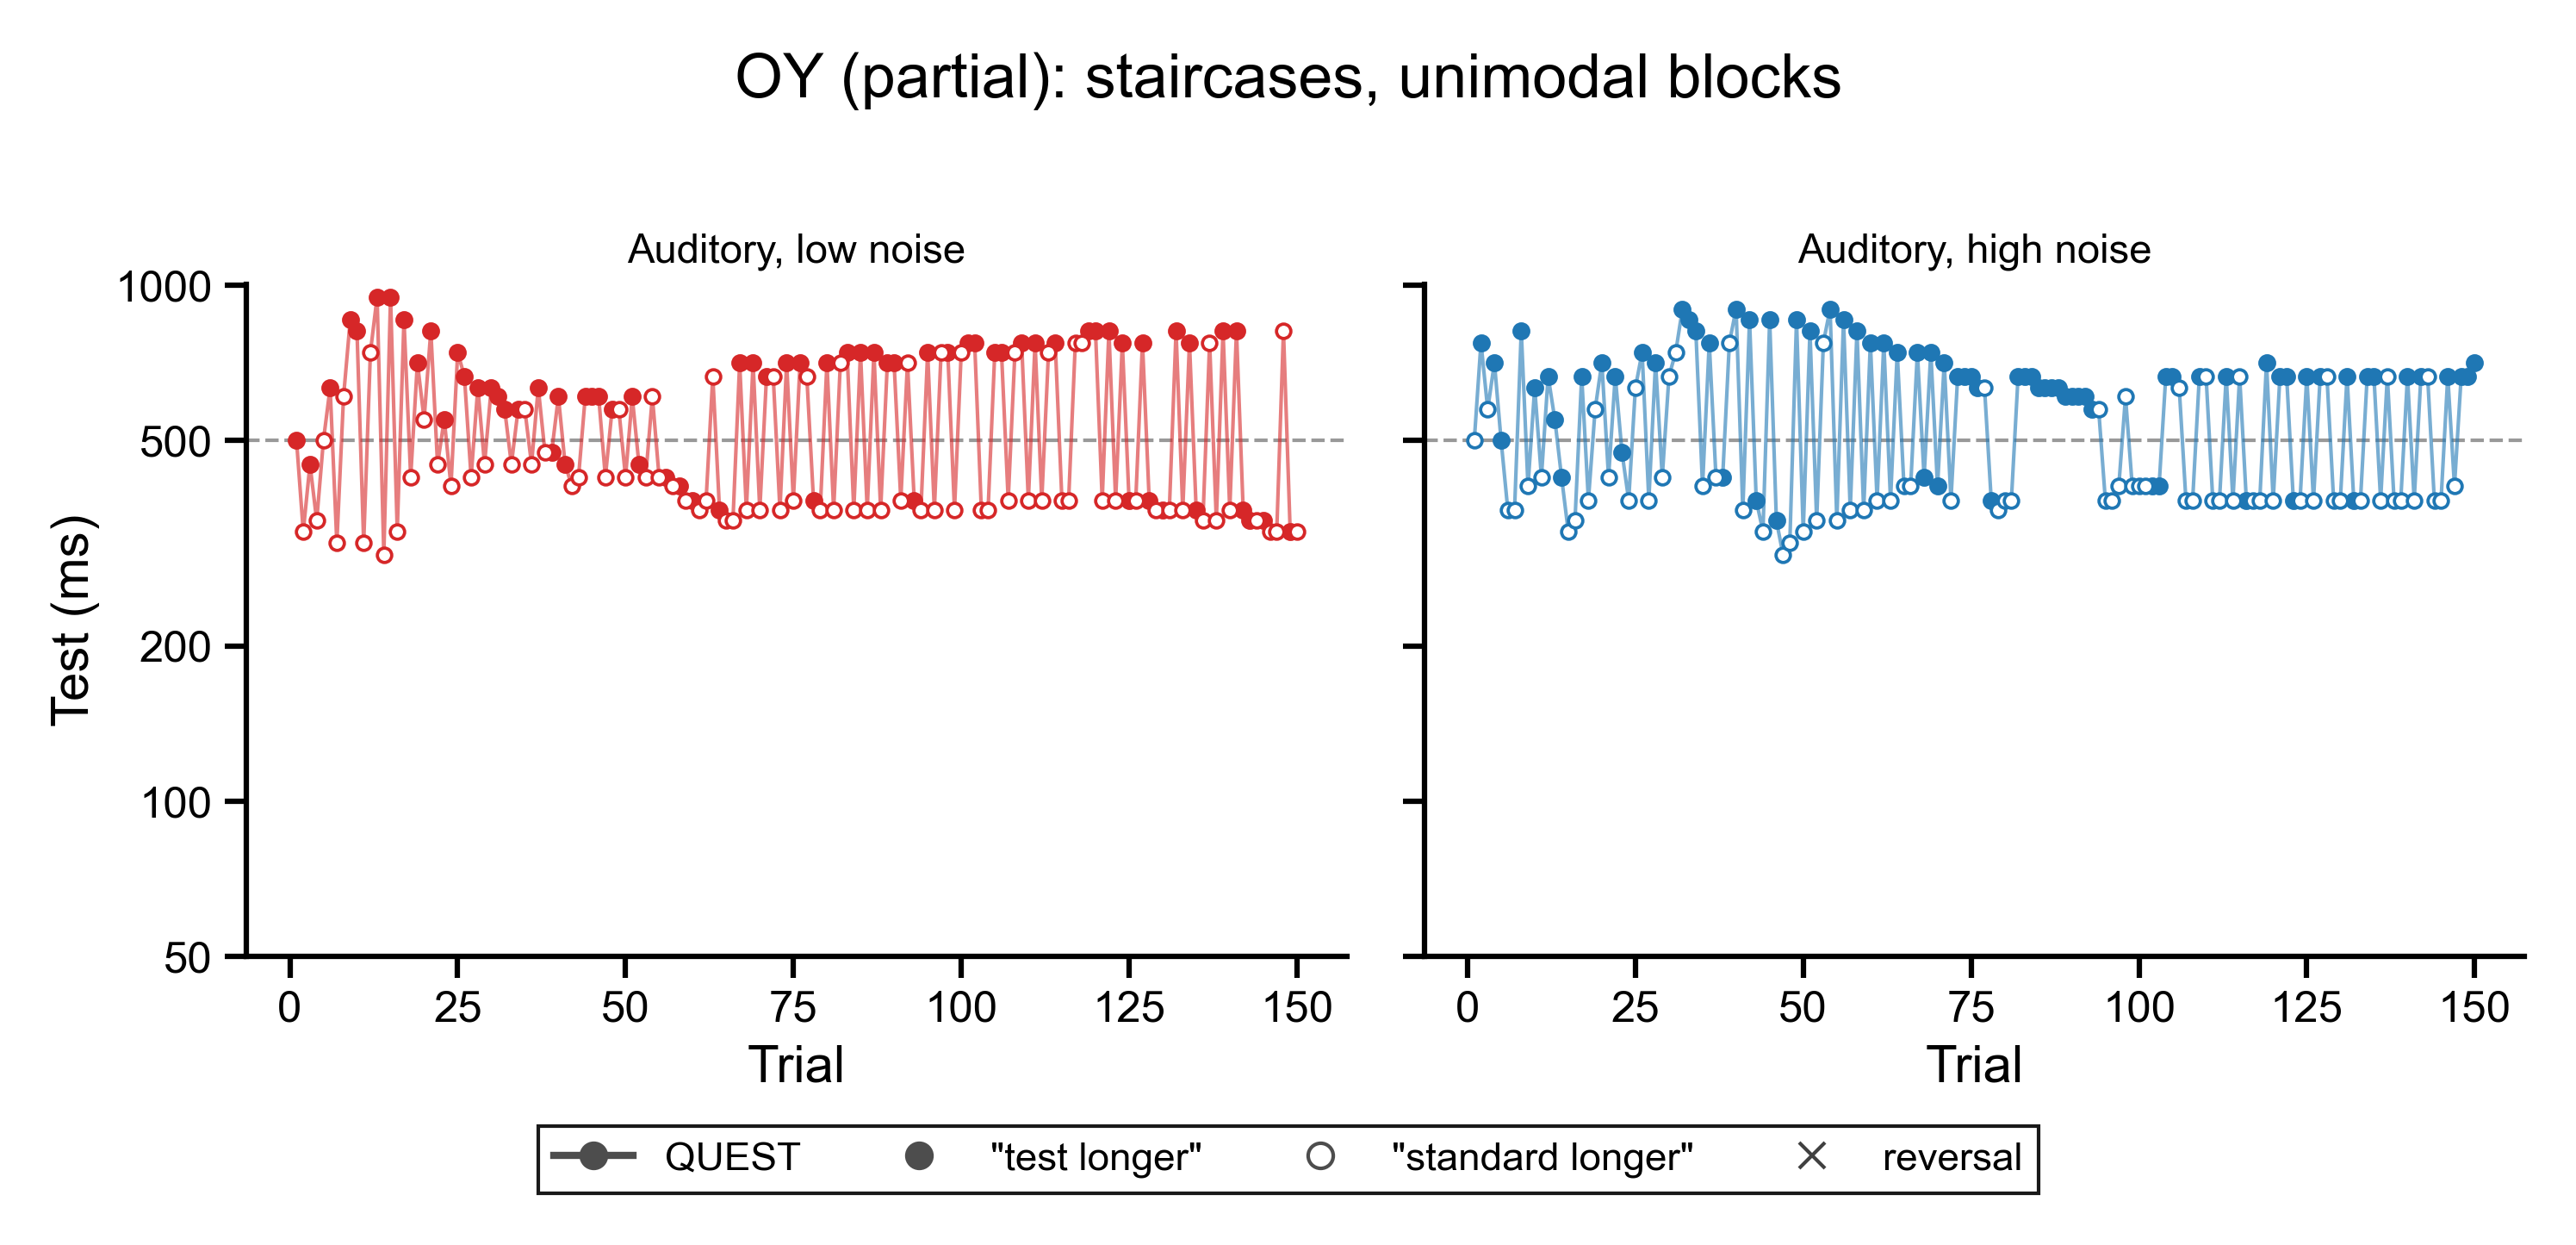 OY (partial): staircases, unimodal blocks
Auditory, low noise
Auditory, high noise
1000
500
200
100
50
Test (ms)
0 25 50 75 100 125 150
0 25 50 75 100 125 150
Trial
Trial
QUEST "test longer" "standard longer" reversal